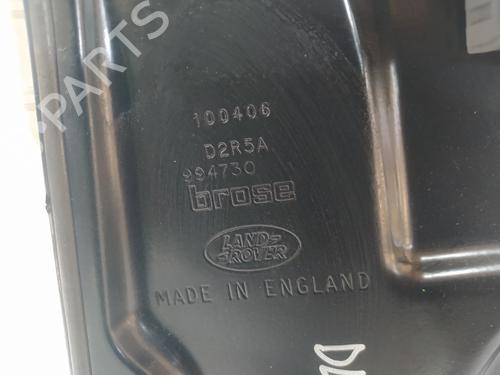 100406
D2R5A
994730
brose
LAND-
-ROVER
MADE IN ENGLAND
PARTS